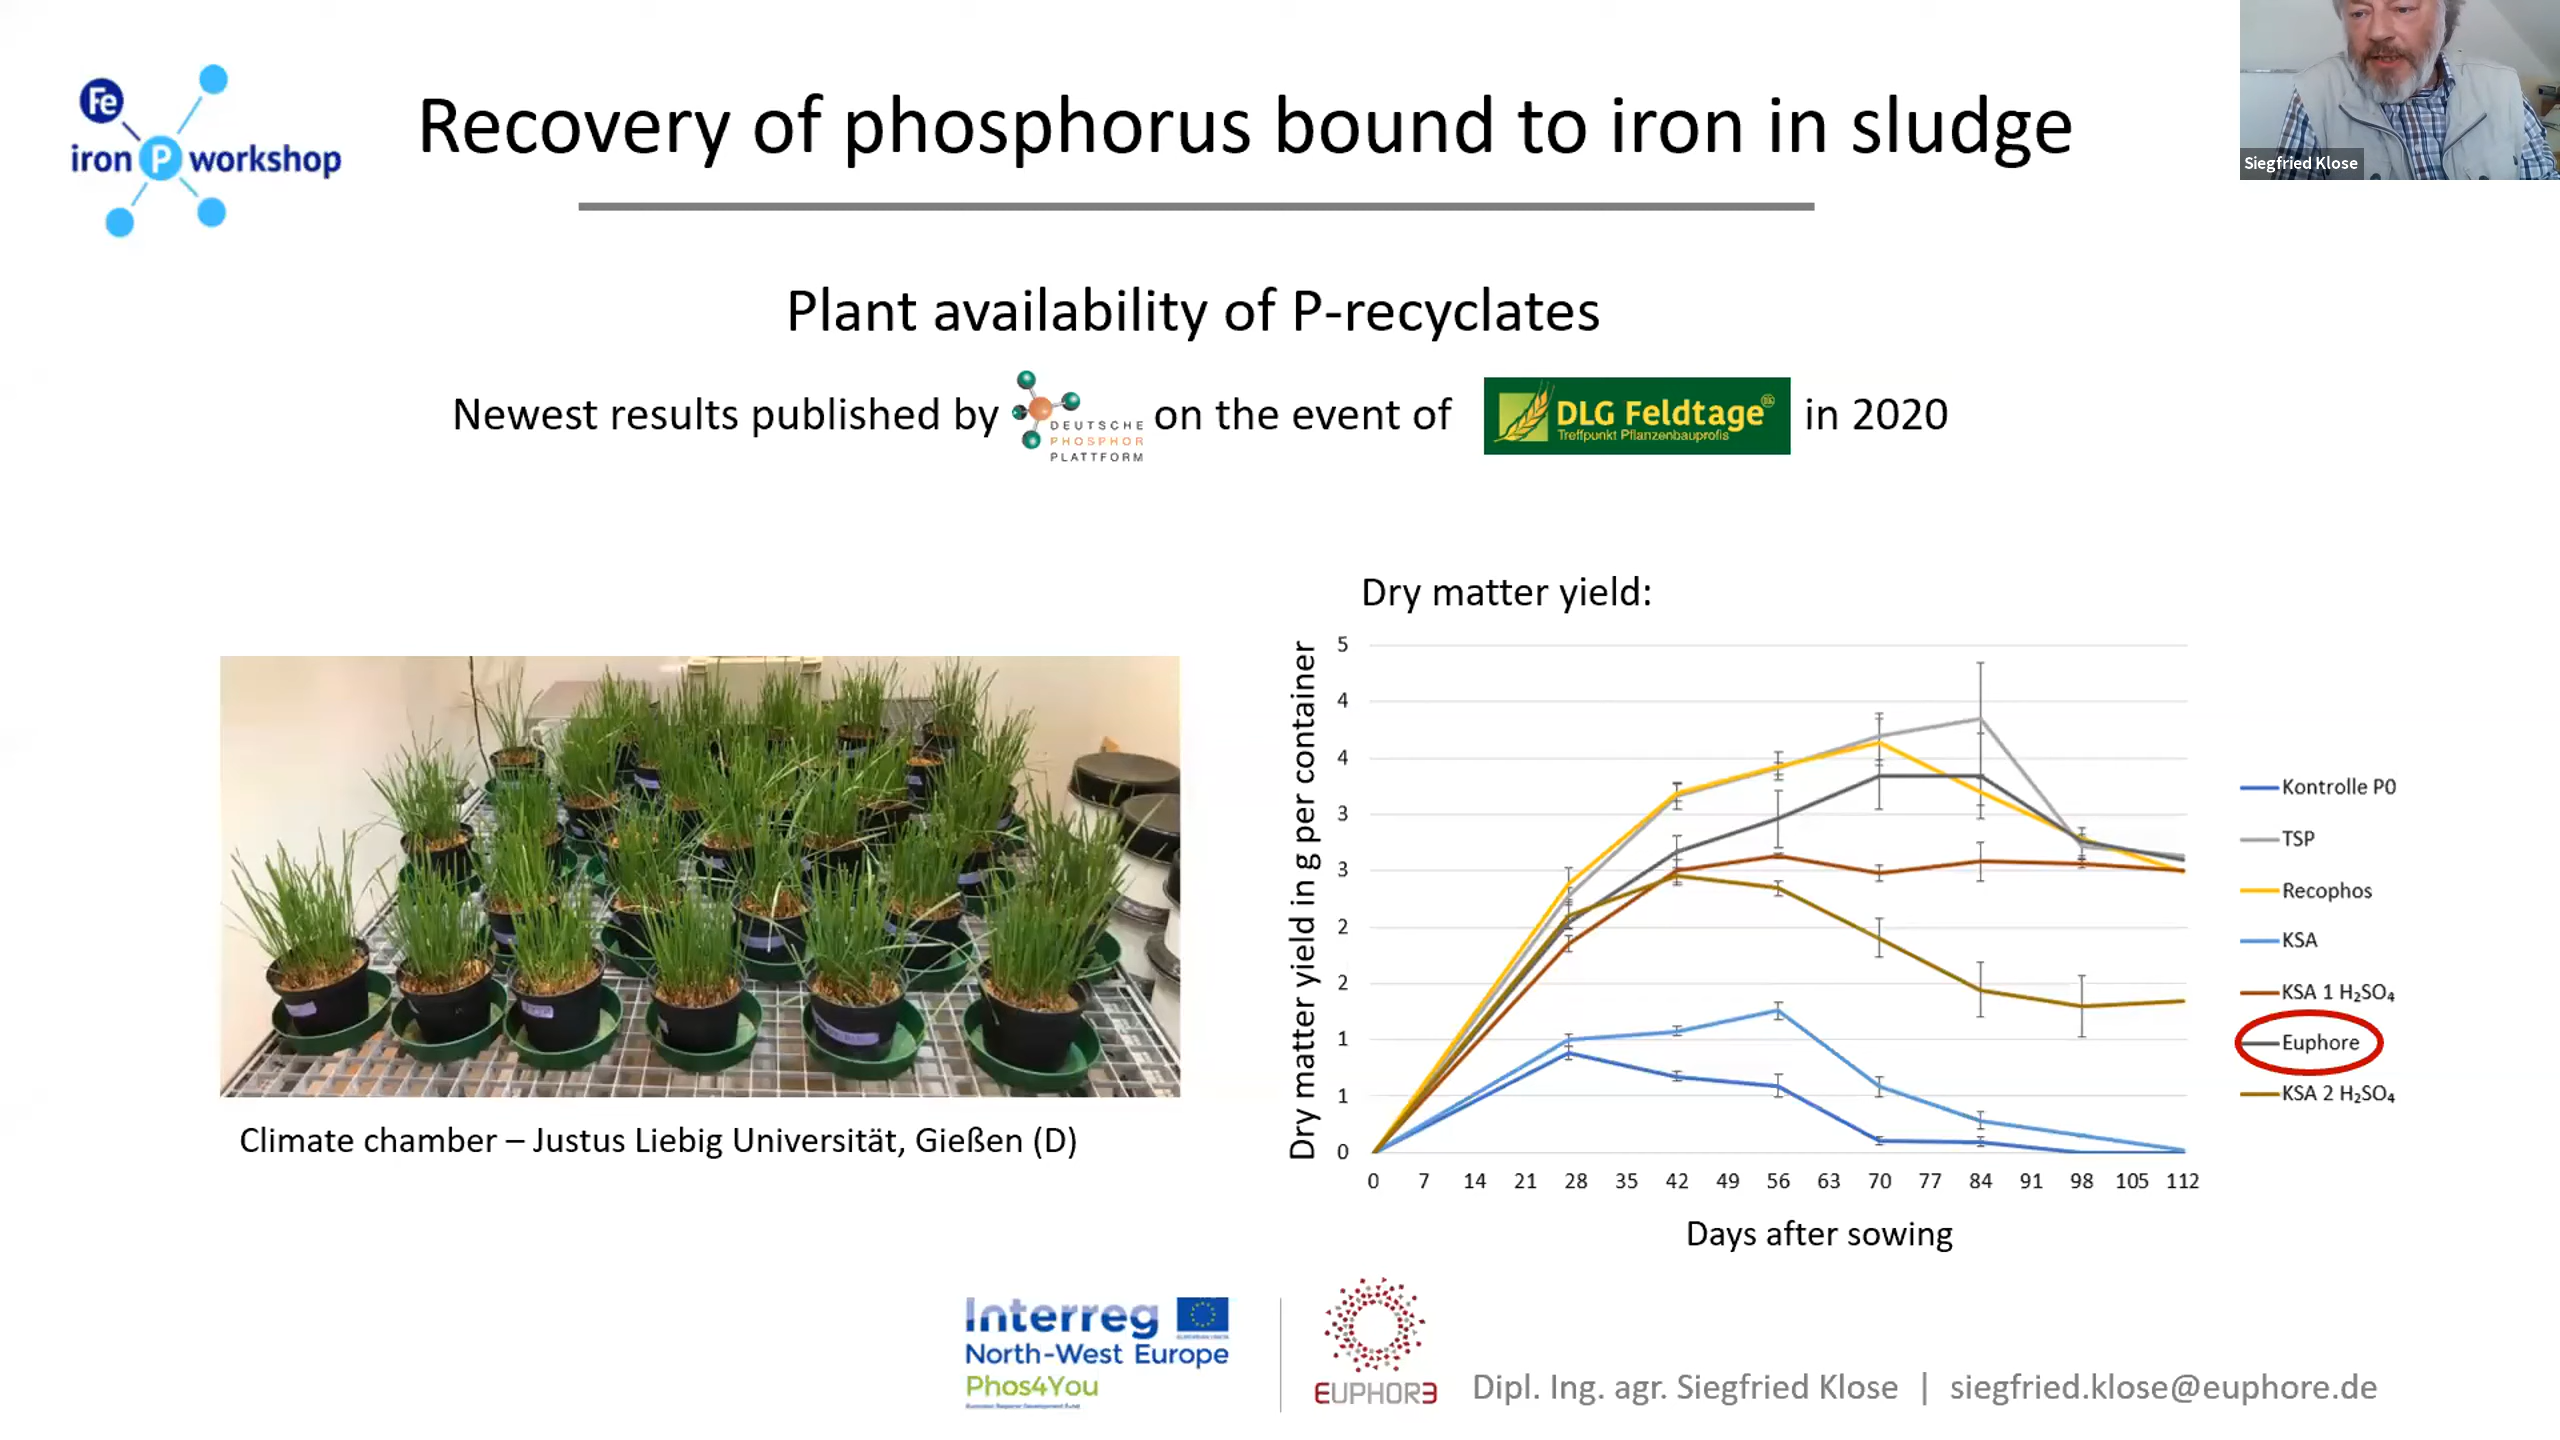 Fe
iron P workshop
Recovery of phosphorus bound to iron in sludge
Siegfried Klose
Plant availability of P-recyclates
Newest results published by DEUTSCHE PHOSPHOR PLATTFORM on the event of DLG Feldtage Treffpunkt Pflanzenbauprofis in 2020
Dry matter yield:
Dry matter yield in g per container
5
4
4
3
3
2
2
1
1
0
0 7 14 21 28 35 42 49 56 63 70 77 84 91 98 105 112
Days after sowing
Kontrolle P0
TSP
Recophos
KSA
KSA 1 H₂SO₄
Euphore
KSA 2 H₂SO₄
Climate chamber – Justus Liebig Universität, Gießen (D)
Interreg
North-West Europe
Phos4You
European Regional Development Fund
EUPHOR3
Dipl. Ing. agr. Siegfried Klose | siegfried.klose@euphore.de